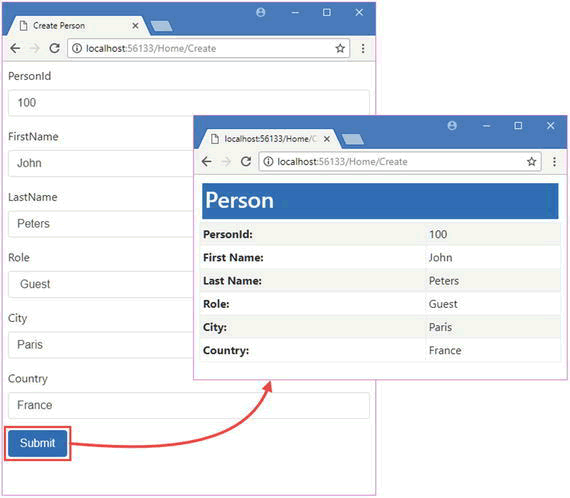 Create Person
localhost:56133/Home/Create
PersonId
100
FirstName
John
LastName
Peters
Role
Guest
City
Paris
Country
France
Submit
localhost:56133/Home/C
localhost:56133/Home/Create
Person
PersonId: 100
First Name: John
Last Name: Peters
Role: Guest
City: Paris
Country: France